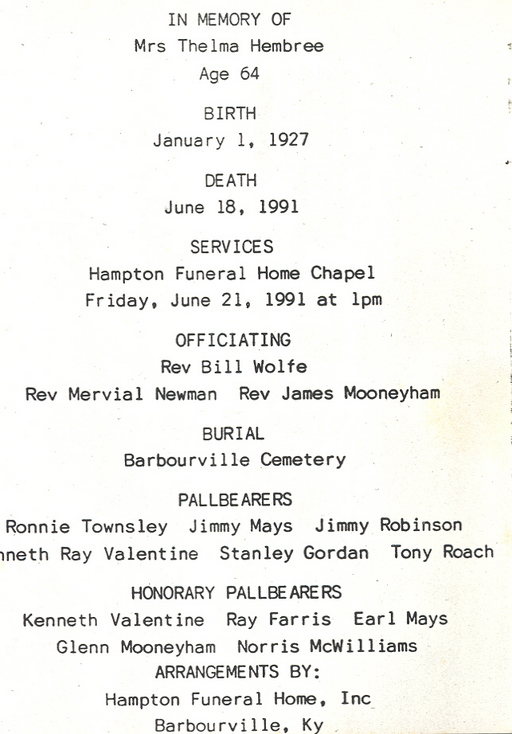 IN MEMORY OF
Mrs Thelma Hembree
Age 64
BIRTH
January 1, 1927
DEATH
June 18, 1991
SERVICES
Hampton Funeral Home Chapel
Friday, June 21, 1991 at 1pm
OFFICIATING
Rev Bill Wolfe
Rev Mervial Newman Rev James Mooneyham
BURIAL
Barbourville Cemetery
PALLBEARERS
Ronnie Townsley Jimmy Mays Jimmy Robinson
nneth Ray Valentine Stanley Gordan Tony Roach
HONORARY PALLBEARERS
Kenneth Valentine Ray Farris Earl Mays
Glenn Mooneyham Norris McWilliams
ARRANGEMENTS BY:
Hampton Funeral Home, Inc
Barbourville, Ky